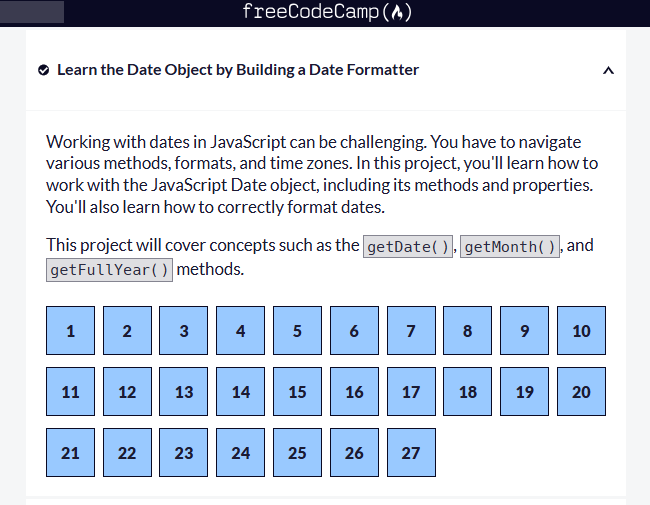 freeCodeCamp(🔥)
Learn the Date Object by Building a Date Formatter
Working with dates in JavaScript can be challenging. You have to navigate
various methods, formats, and time zones. In this project, you'll learn how to
work with the JavaScript Date object, including its methods and properties.
You'll also learn how to correctly format dates.
This project will cover concepts such as the getDate(), getMonth(), and
getFullYear() methods.
1 2 3 4 5 6 7 8 9 10
11 12 13 14 15 16 17 18 19 20
21 22 23 24 25 26 27